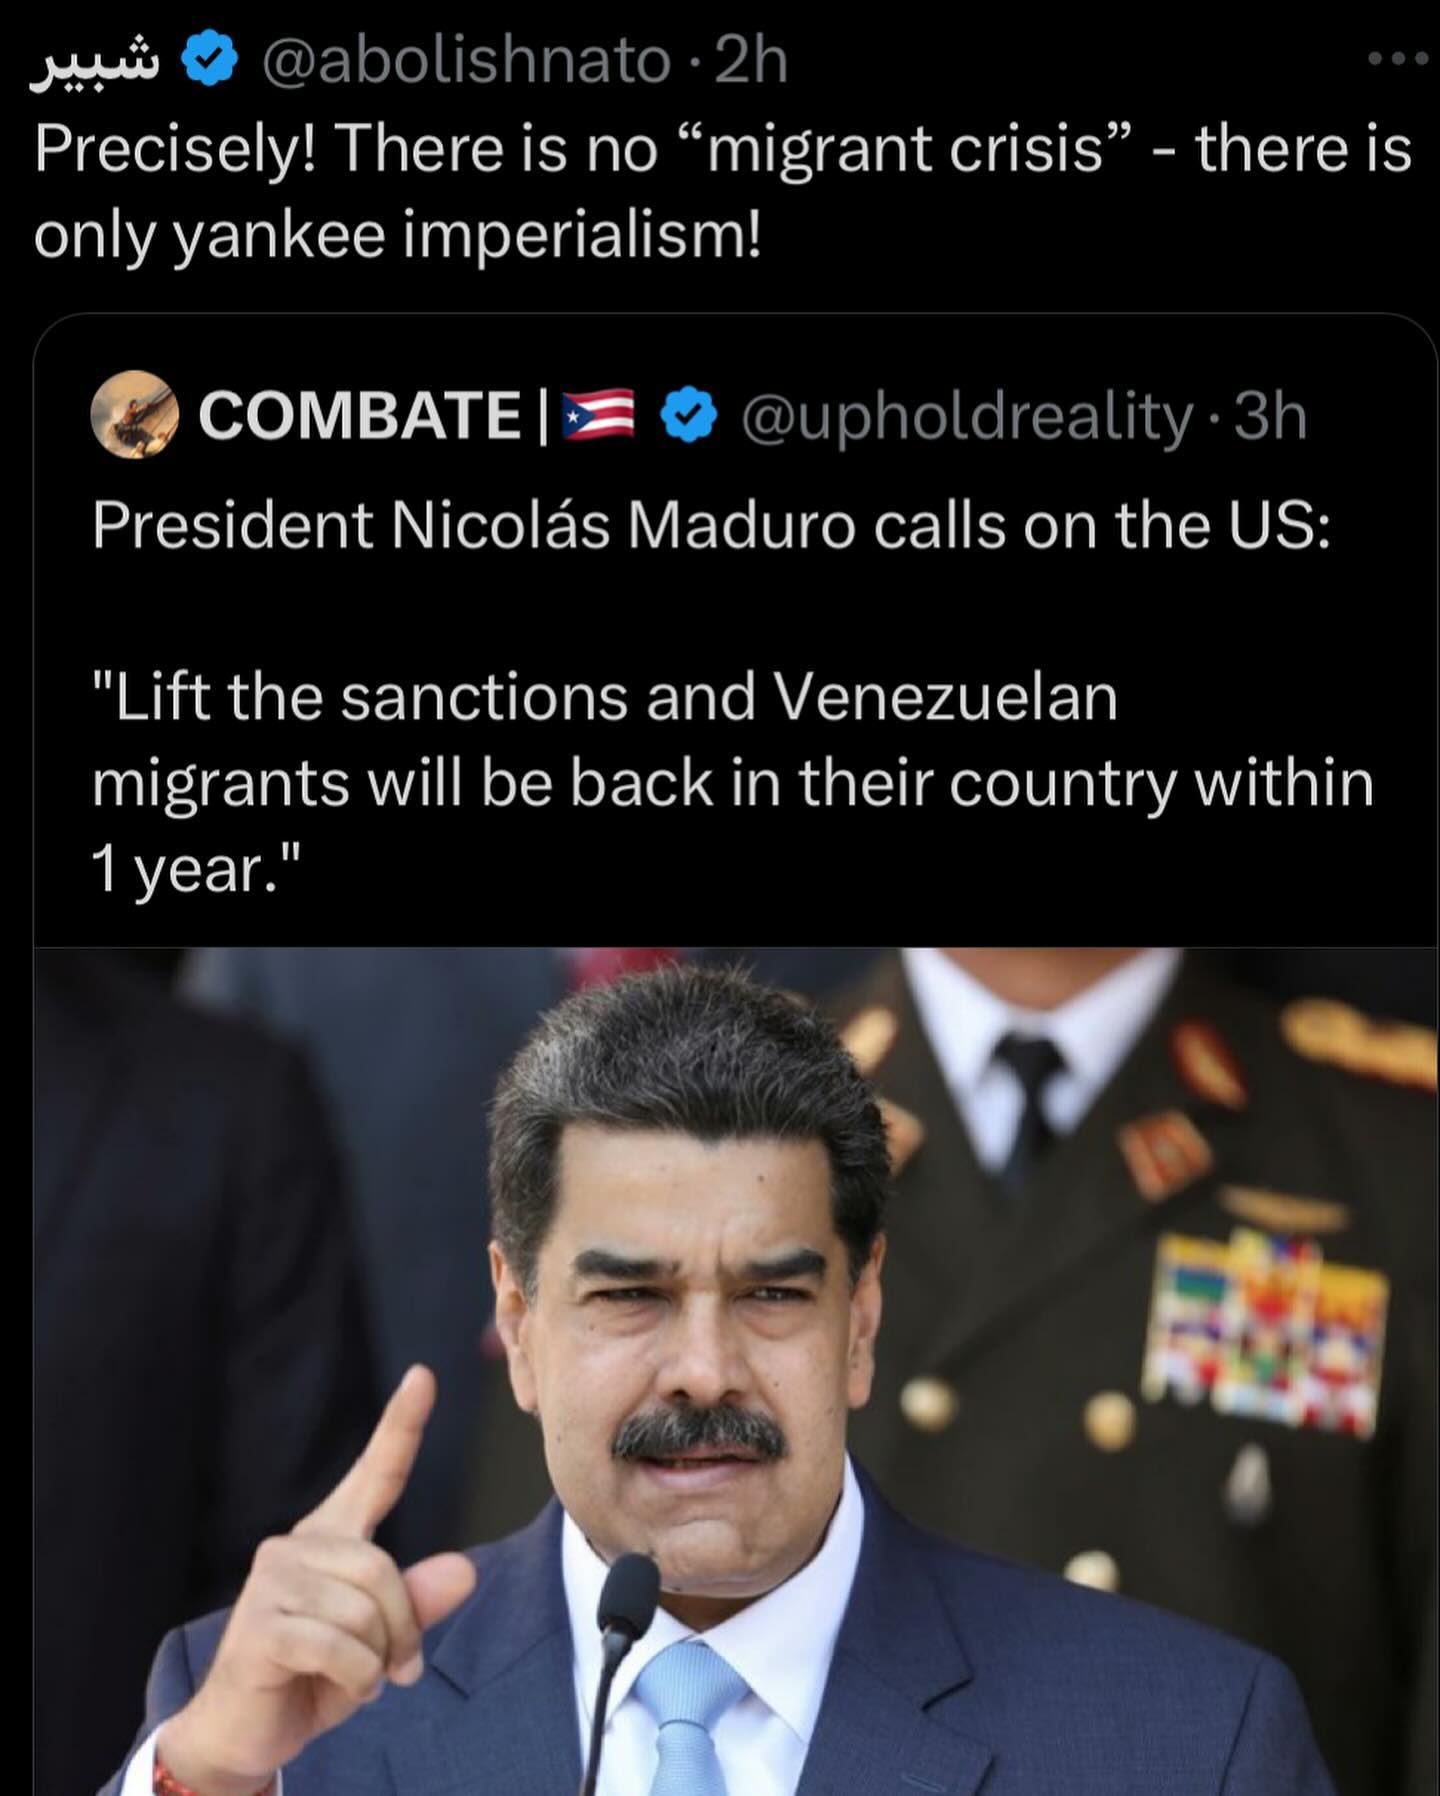 شبير @abolishnato · 2h
Precisely! There is no “migrant crisis” - there is
only yankee imperialism!
COMBATE | 🇵🇷 @upholdreality · 3h
President Nicolás Maduro calls on the US:
"Lift the sanctions and Venezuelan
migrants will be back in their country within
1 year."